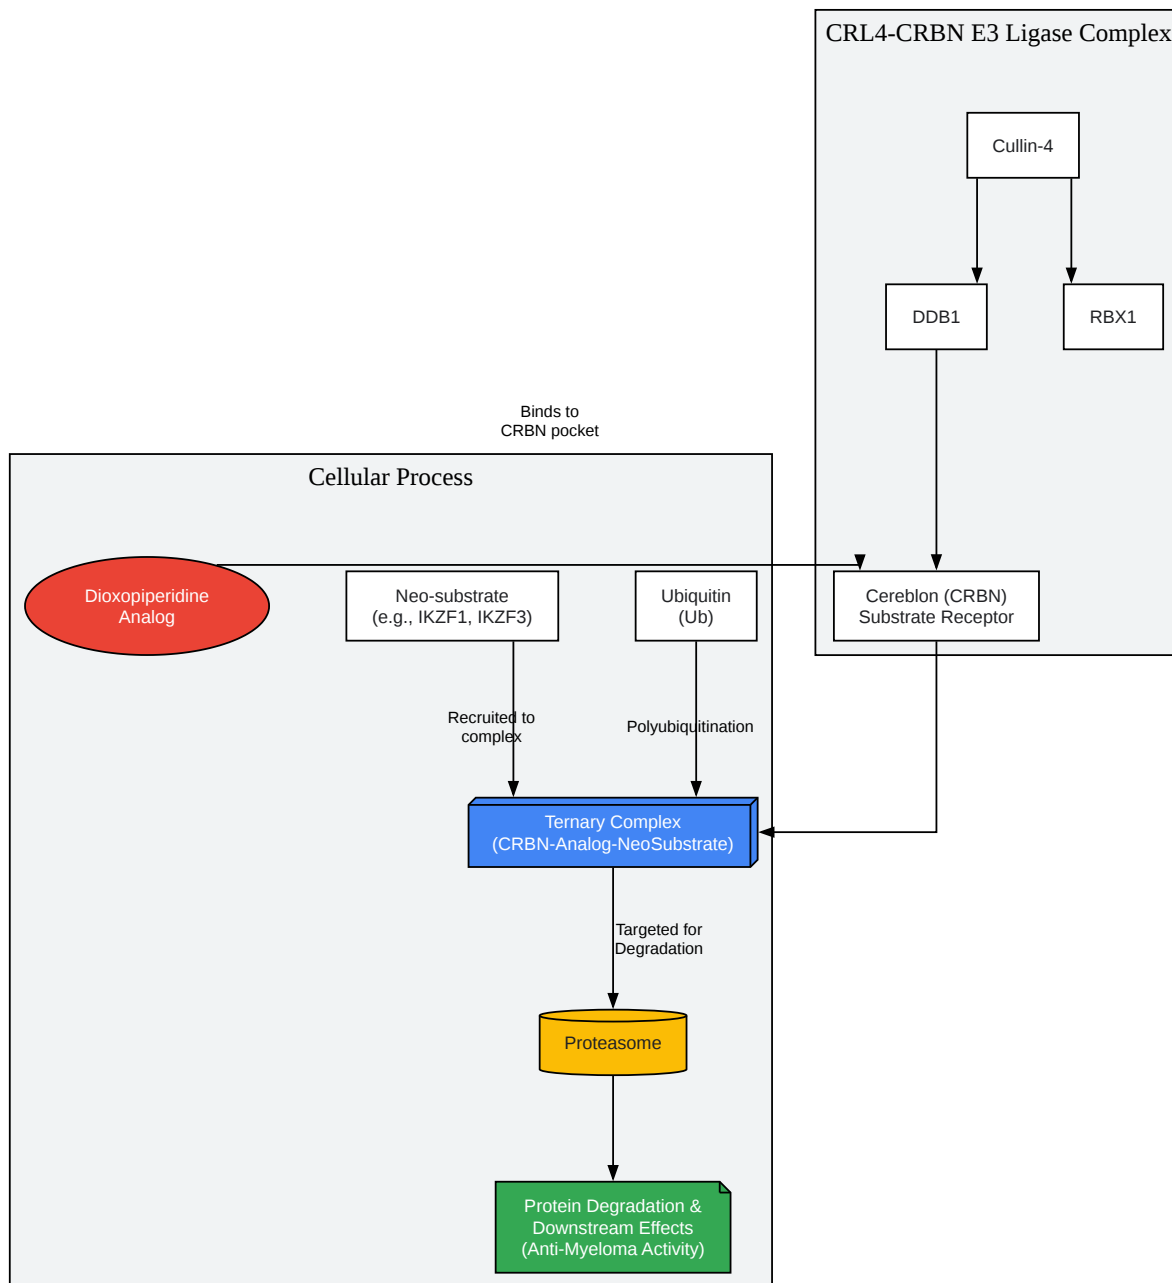 CRL4-CRBN E3 Ligase Complex
Cullin-4
DDB1
RBX1
Binds to
CRBN pocket
Cellular Process
Dioxopiperidine
Analog
Neo-substrate
(e.g., IKZF1, IKZF3)
Ubiquitin
(Ub)
Cereblon (CRBN)
Substrate Receptor
Recruited to
complex
Polyubiquitination
Ternary Complex
(CRBN-Analog-NeoSubstrate)
Targeted for
Degradation
Proteasome
Protein Degradation &
Downstream Effects
(Anti-Myeloma Activity)